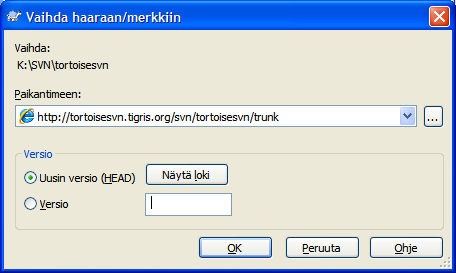 Vaihda haaraan/merkkiin
Vaihda:
K:\SVN\tortoisesvn
Paikantimeen:
http://tortoisesvn.tigris.org/svn/tortoisesvn/trunk
...
Versio
Uusin versio (HEAD)
Näytä loki
Versio
OK
Peruuta
Ohje